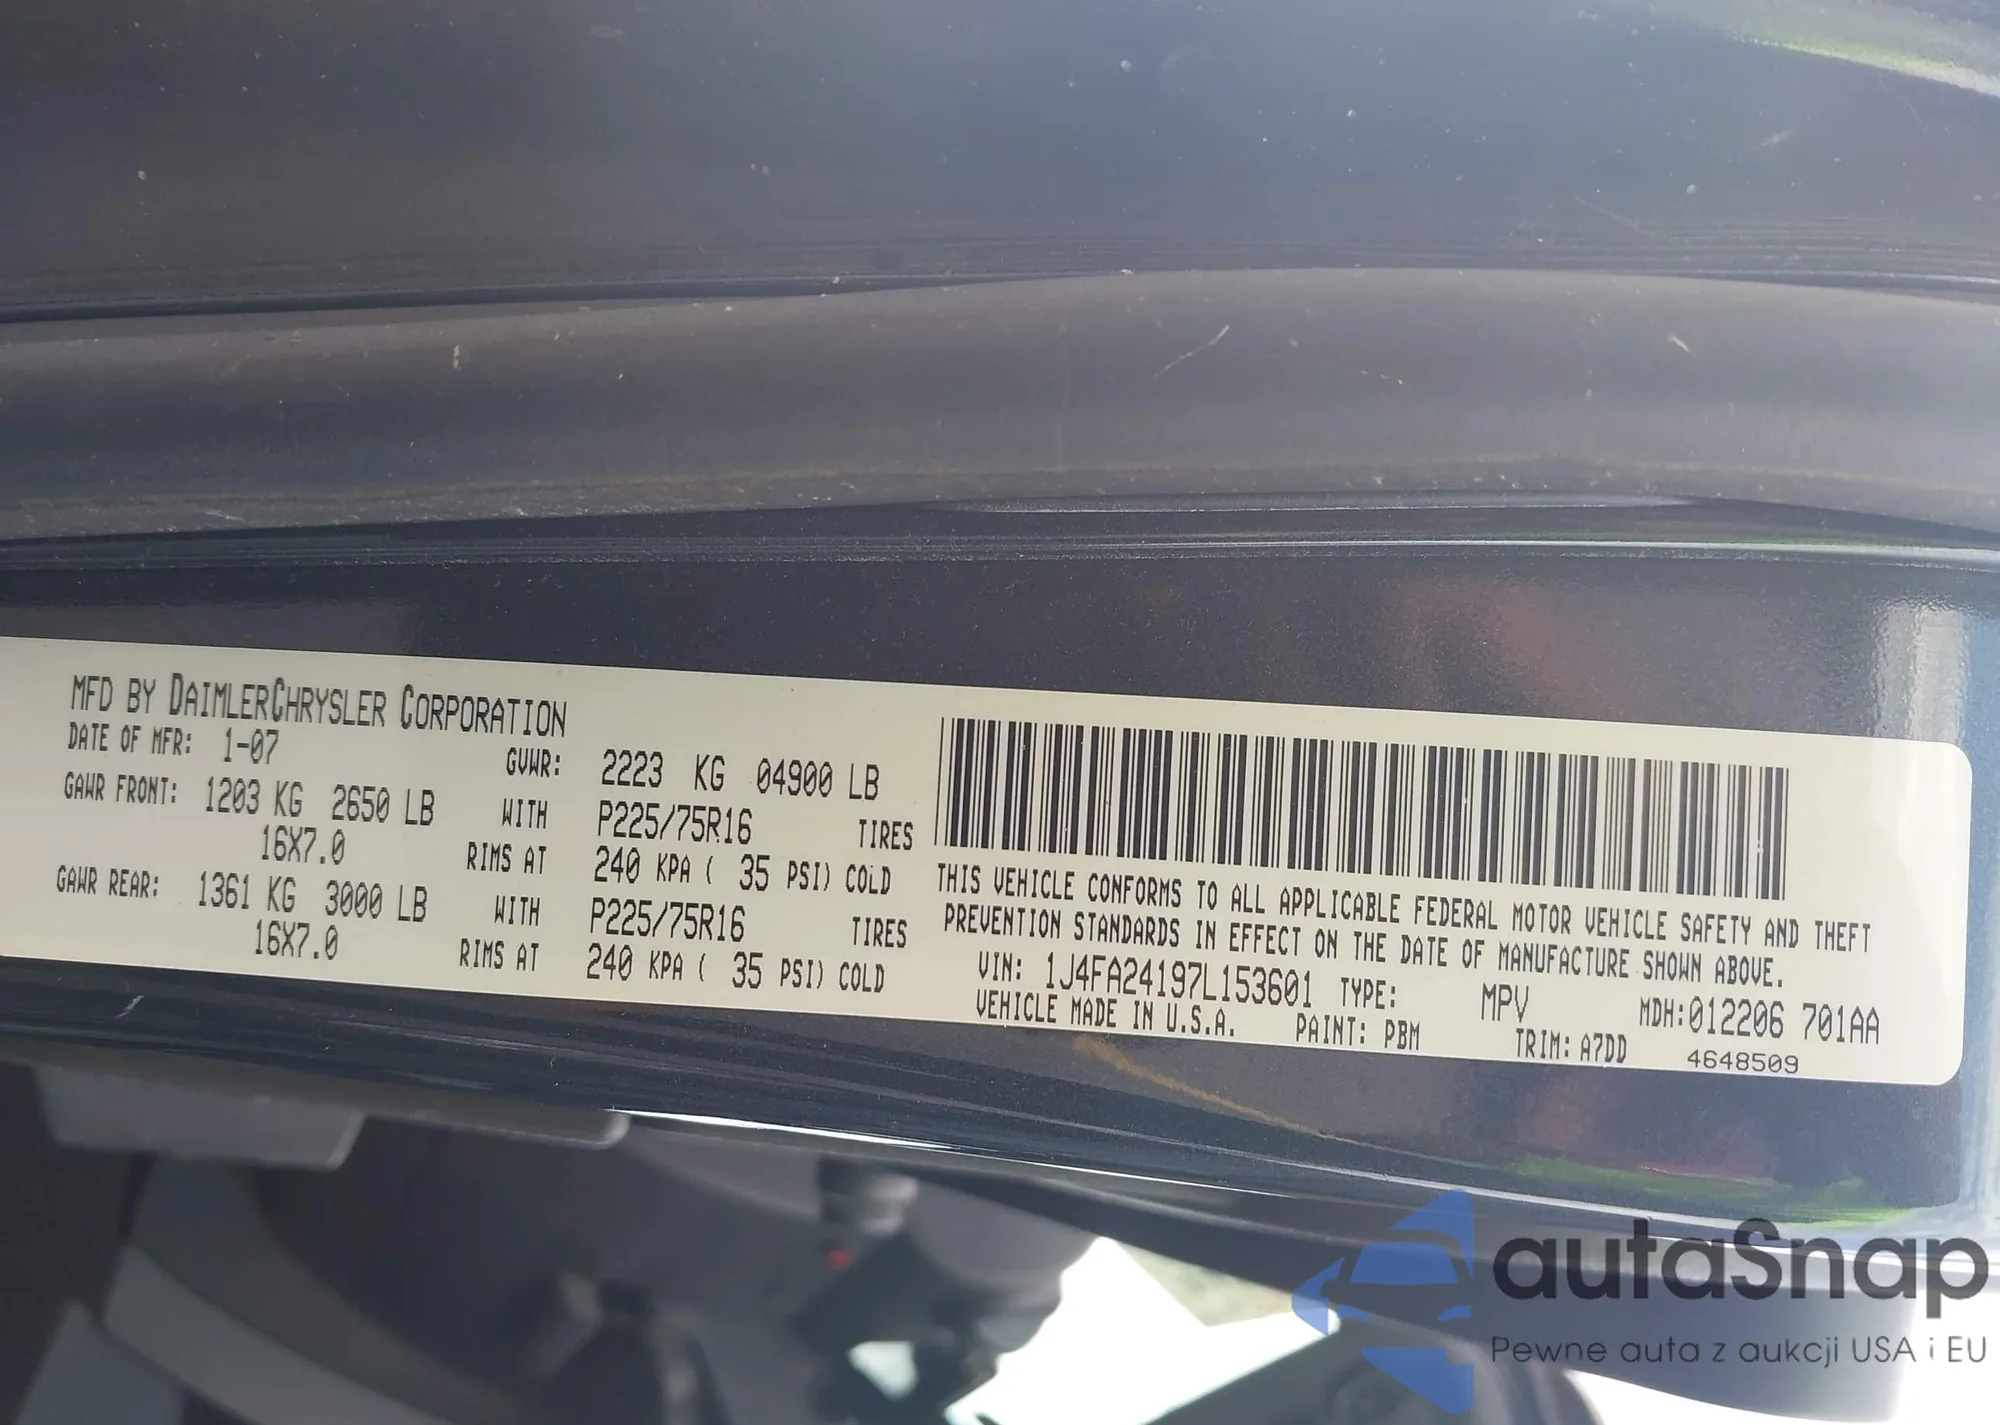 MFD BY DAIMLERCHRYSLER CORPORATION
DATE OF MFR: 1-07 GVWR: 2223 KG 04900 LB
GAWR FRONT: 1203 KG 2650 LB WITH P225/75R16 TIRES
16X7.0 RIMS AT 240 KPA ( 35 PSI) COLD
GAWR REAR: 1361 KG 3000 LB WITH P225/75R16 TIRES
16X7.0 RIMS AT 240 KPA ( 35 PSI) COLD
THIS VEHICLE CONFORMS TO ALL APPLICABLE FEDERAL MOTOR VEHICLE SAFETY AND THEFT
PREVENTION STANDARDS IN EFFECT ON THE DATE OF MANUFACTURE SHOWN ABOVE.
VIN: 1J4FA24197L153601 TYPE: MPV MDH:012206 701AA
VEHICLE MADE IN U.S.A. PAINT: PBM TRIM: A7DD 4648509
autaSnap
Pewne auta z aukcji USA i EU